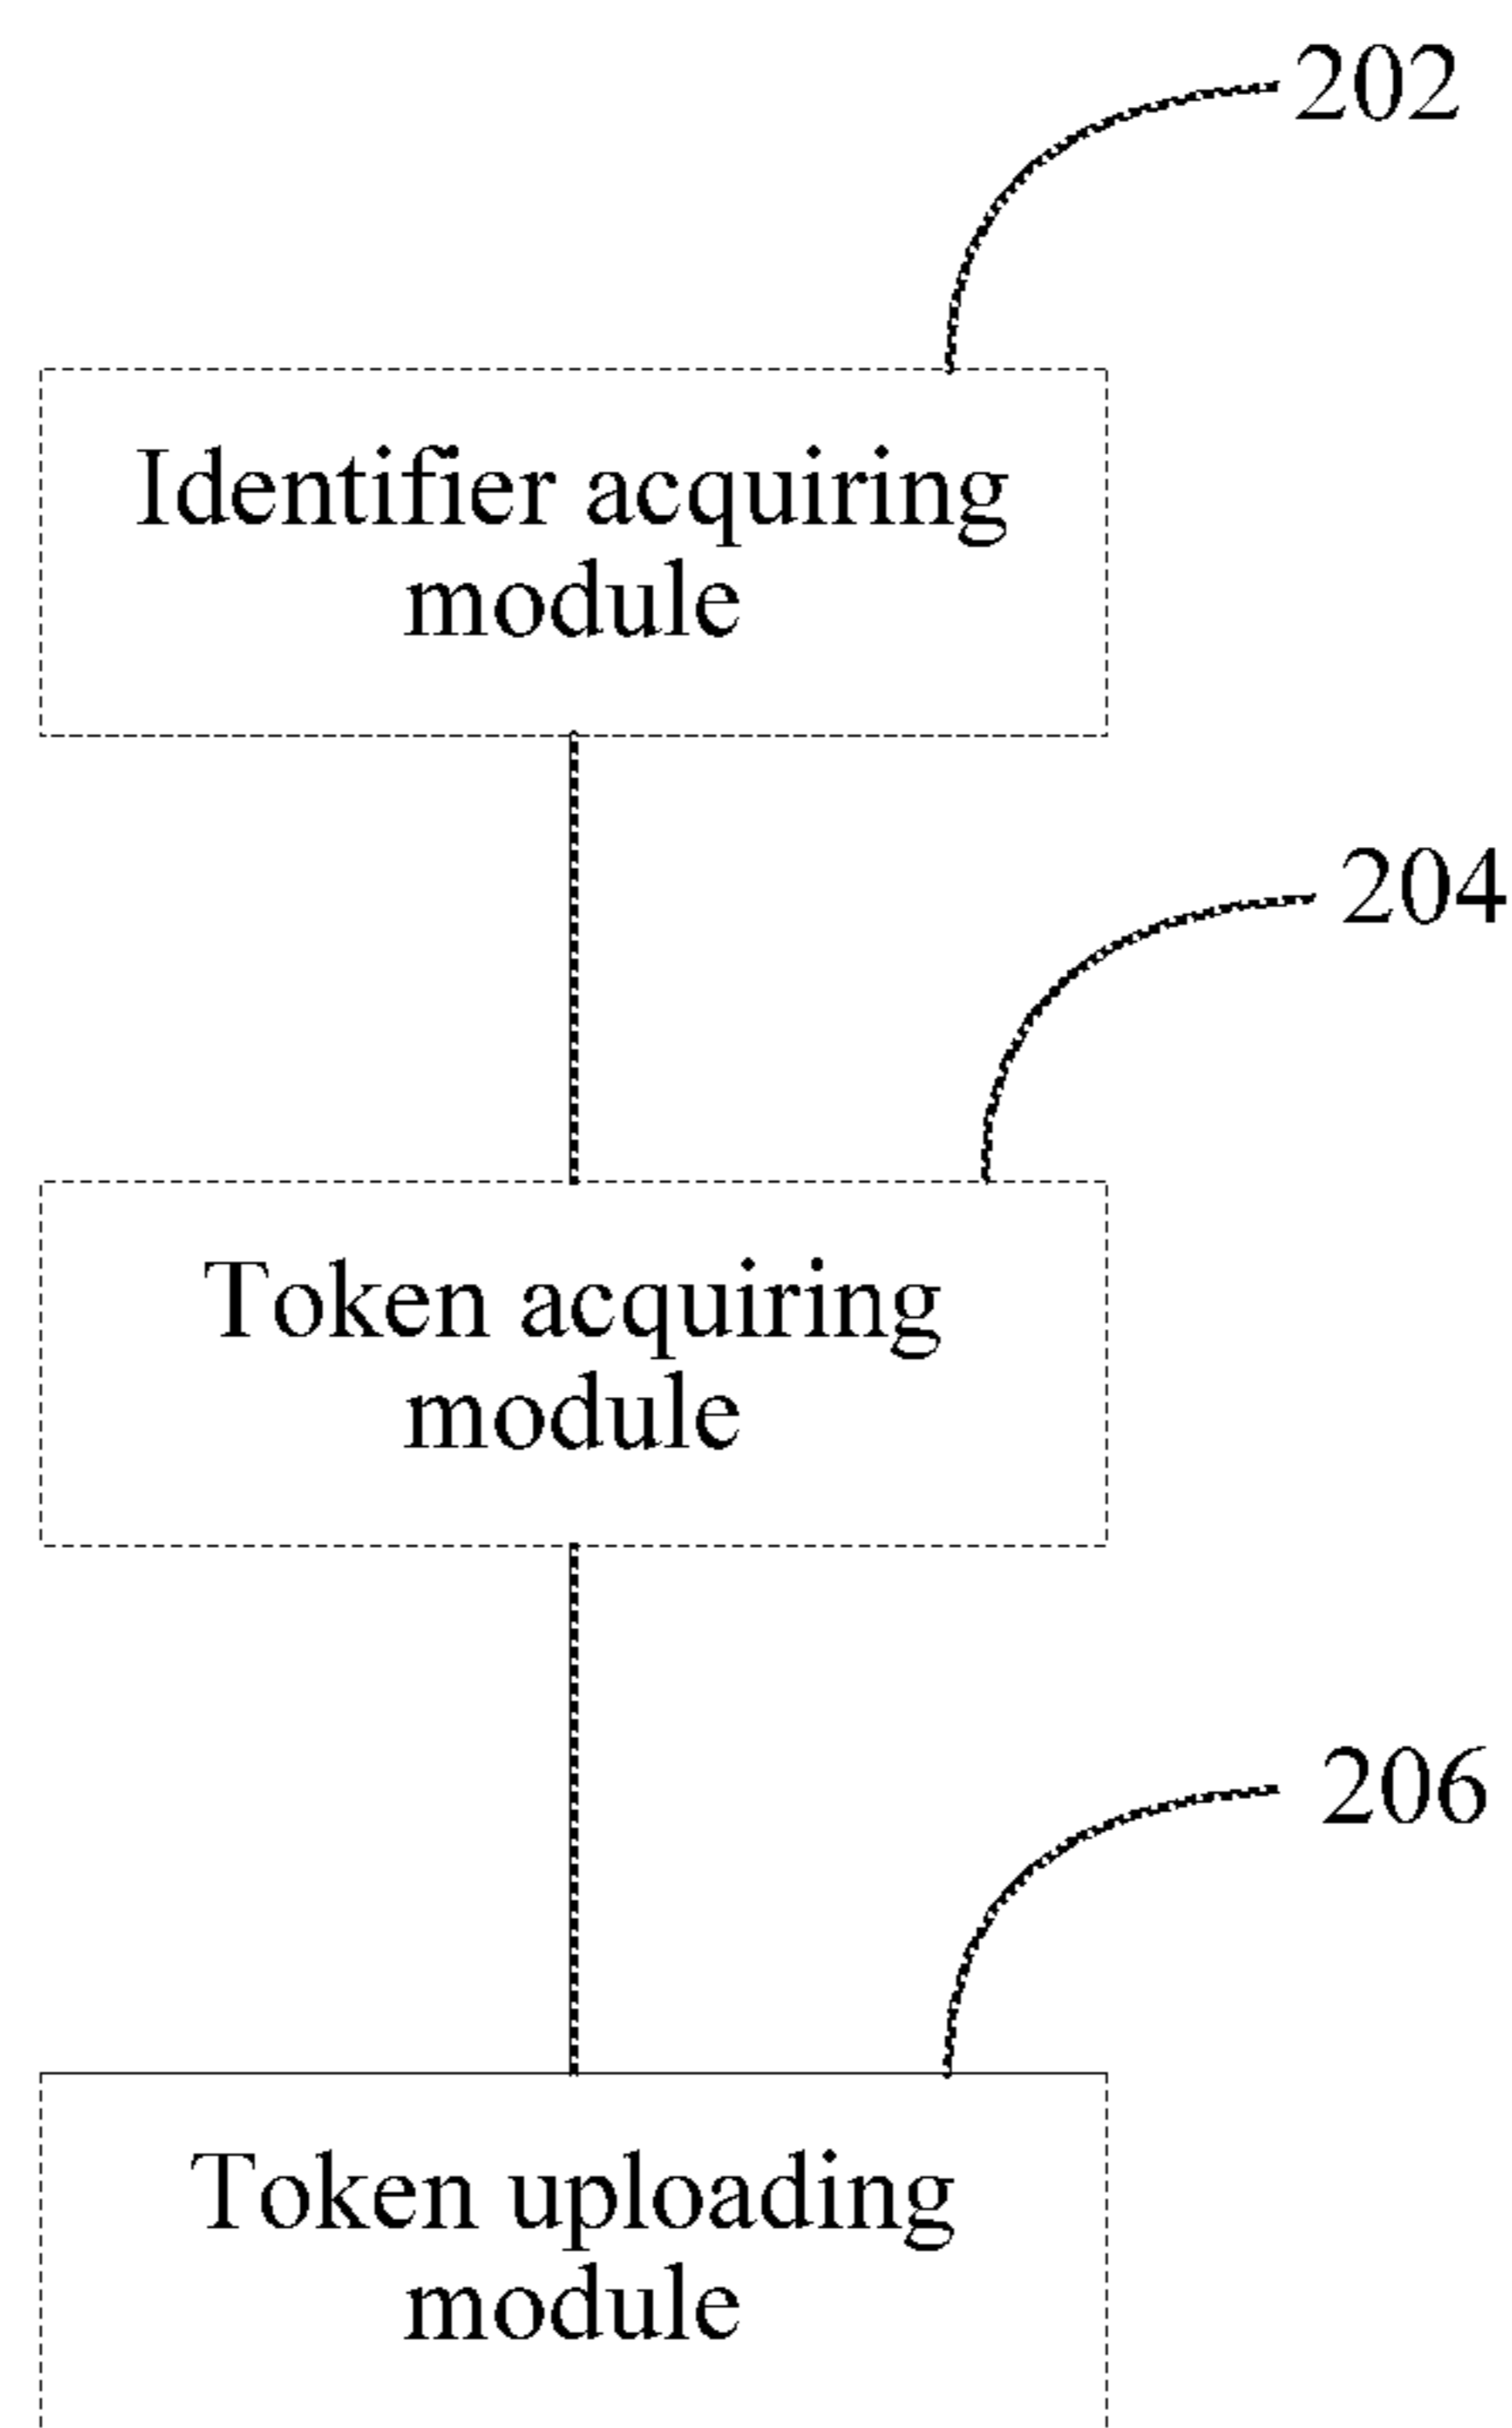 202
Identifier acquiring
module
204
Token acquiring
module
206
Token uploading
module